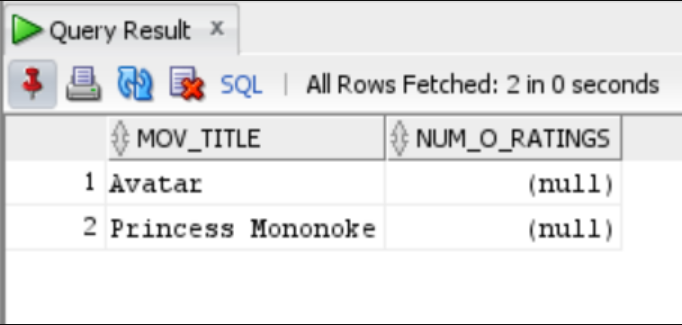 Query Result x
SQL | All Rows Fetched: 2 in 0 seconds
MOV_TITLE NUM_O_RATINGS
1 Avatar (null)
2 Princess Mononoke (null)